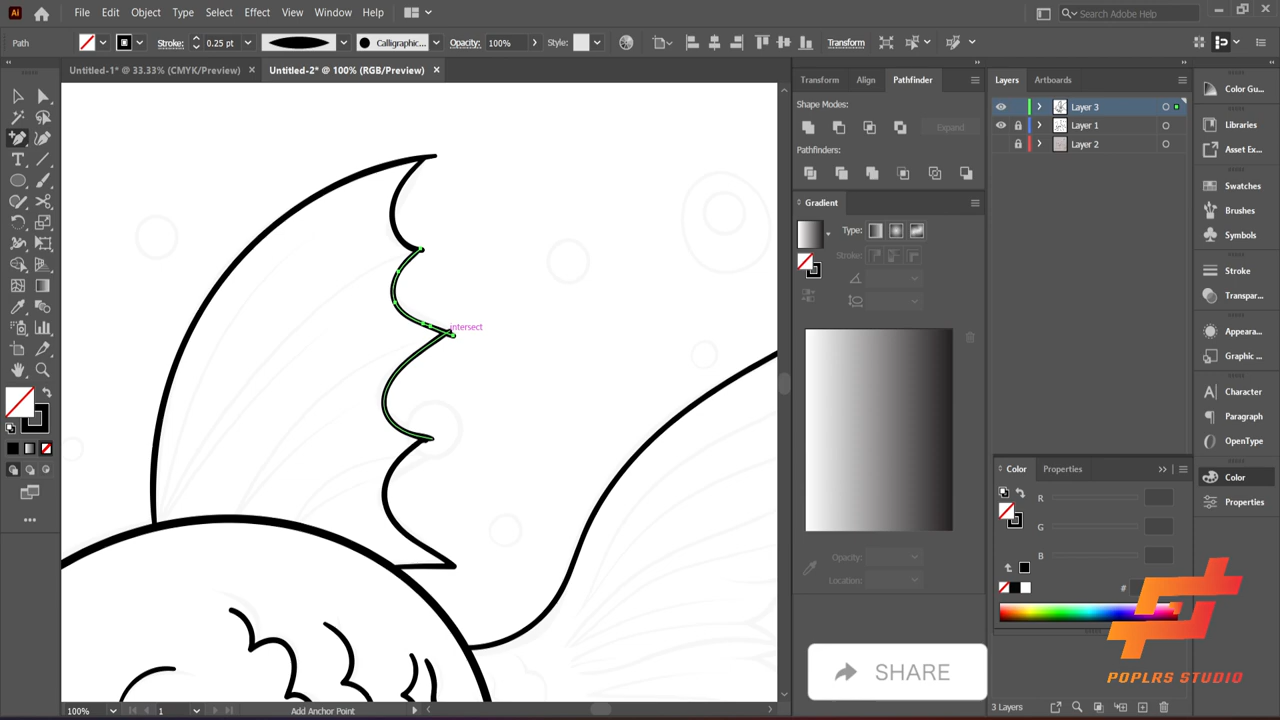 Ai File Edit Object Type Select Effect View Window Help Search Adobe Help
Path Stroke: 0.25 pt Calligraphic... Opacity: 100% Style: Transform
Untitled-1* @ 33.33% (CMYK/Preview) × Untitled-2* @ 100% (RGB/Preview) ×
Transform Align Pathfinder
Shape Modes:
Expand
Pathfinders:
Gradient
Type:
Stroke:
Opacity:
Location:
Layers Artboards
Layer 3
Layer 1
Layer 2
3 Layers
Color Properties
R
G
B
#
Color Gu...
Libraries
Asset Ex...
Swatches
Brushes
Symbols
Stroke
Transpar...
Appeara...
Graphic ...
Character
Paragraph
OpenType
Color
Properties
intersect
SHARE
POPLRS STUDIO
100% 1 Add Anchor Point